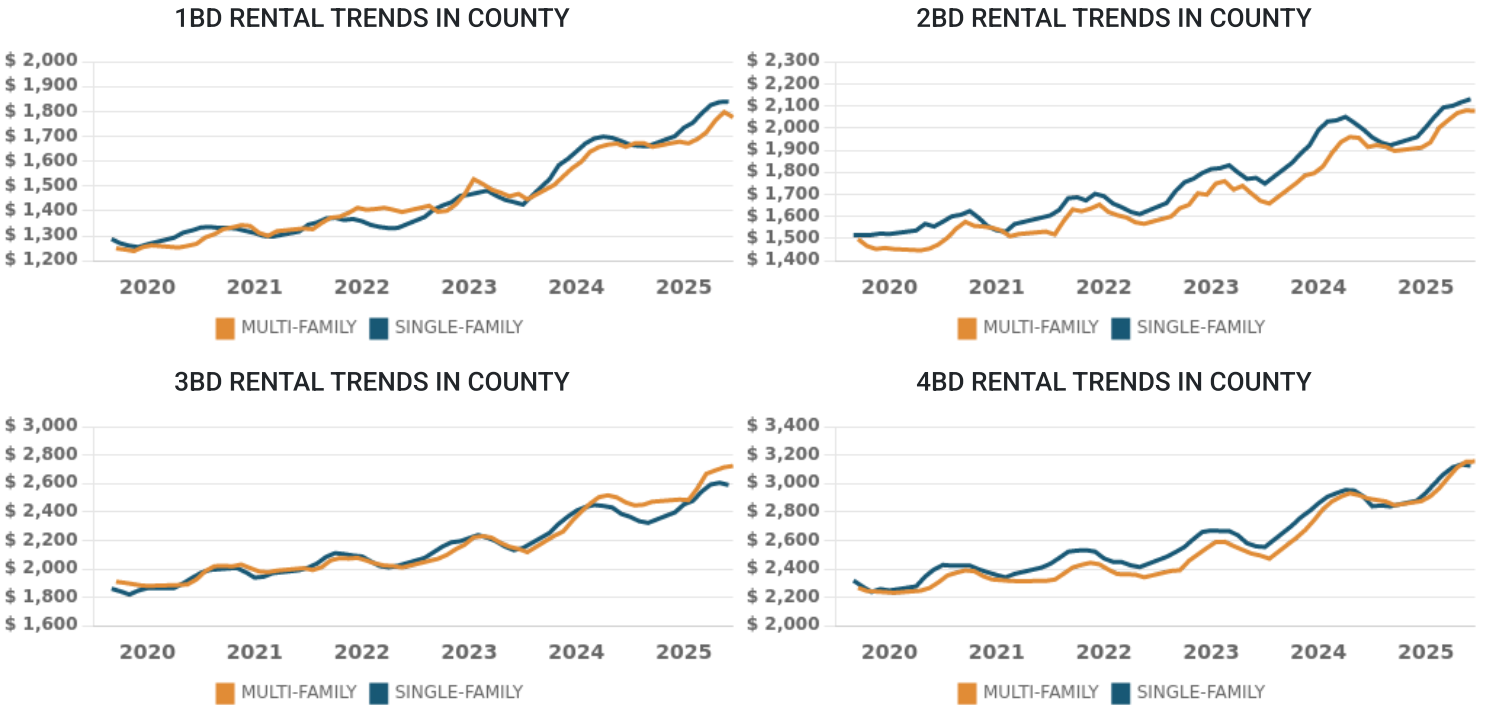 1BD RENTAL TRENDS IN COUNTY
$ 2,000
$ 1,900
$ 1,800
$ 1,700
$ 1,600
$ 1,500
$ 1,400
$ 1,300
$ 1,200
2020 2021 2022 2023 2024 2025
MULTI-FAMILY SINGLE-FAMILY
2BD RENTAL TRENDS IN COUNTY
$ 2,300
$ 2,200
$ 2,100
$ 2,000
$ 1,900
$ 1,800
$ 1,700
$ 1,600
$ 1,500
$ 1,400
2020 2021 2022 2023 2024 2025
MULTI-FAMILY SINGLE-FAMILY
3BD RENTAL TRENDS IN COUNTY
$ 3,000
$ 2,800
$ 2,600
$ 2,400
$ 2,200
$ 2,000
$ 1,800
$ 1,600
2020 2021 2022 2023 2024 2025
MULTI-FAMILY SINGLE-FAMILY
4BD RENTAL TRENDS IN COUNTY
$ 3,400
$ 3,200
$ 3,000
$ 2,800
$ 2,600
$ 2,400
$ 2,200
$ 2,000
2020 2021 2022 2023 2024 2025
MULTI-FAMILY SINGLE-FAMILY